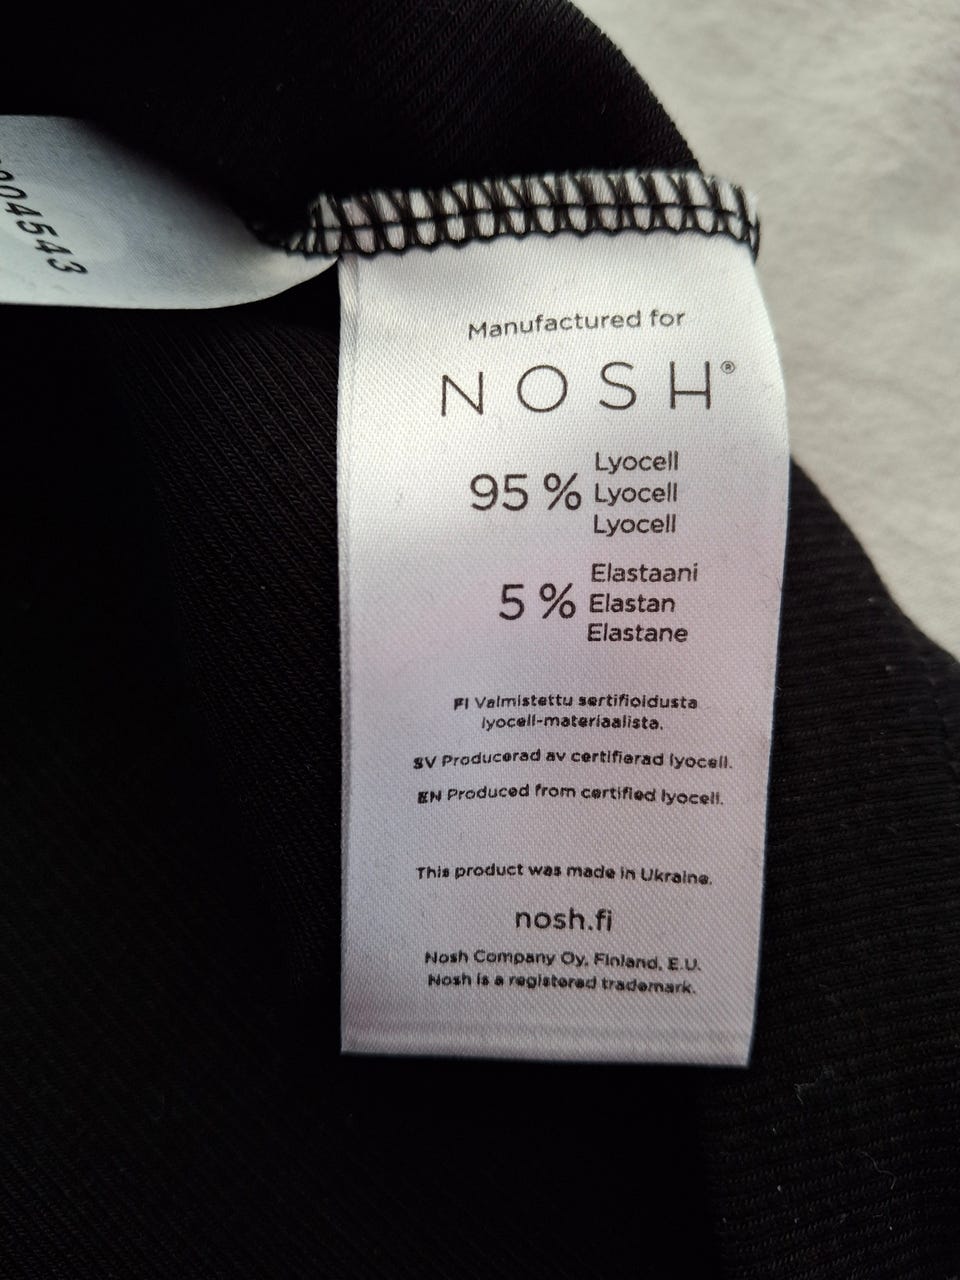 04543
Manufactured for
NOSH®
95 % Lyocell
Lyocell
Lyocell
5 % Elastaani
Elastan
Elastane
FI Valmistettu sertifioidusta
lyocell-materiaalista.
SV Producerad av certifierad lyocell.
EN Produced from certified lyocell.
This product was made in Ukraine.
nosh.fi
Nosh Company Oy, Finland, E.U.
Nosh is a registered trademark.